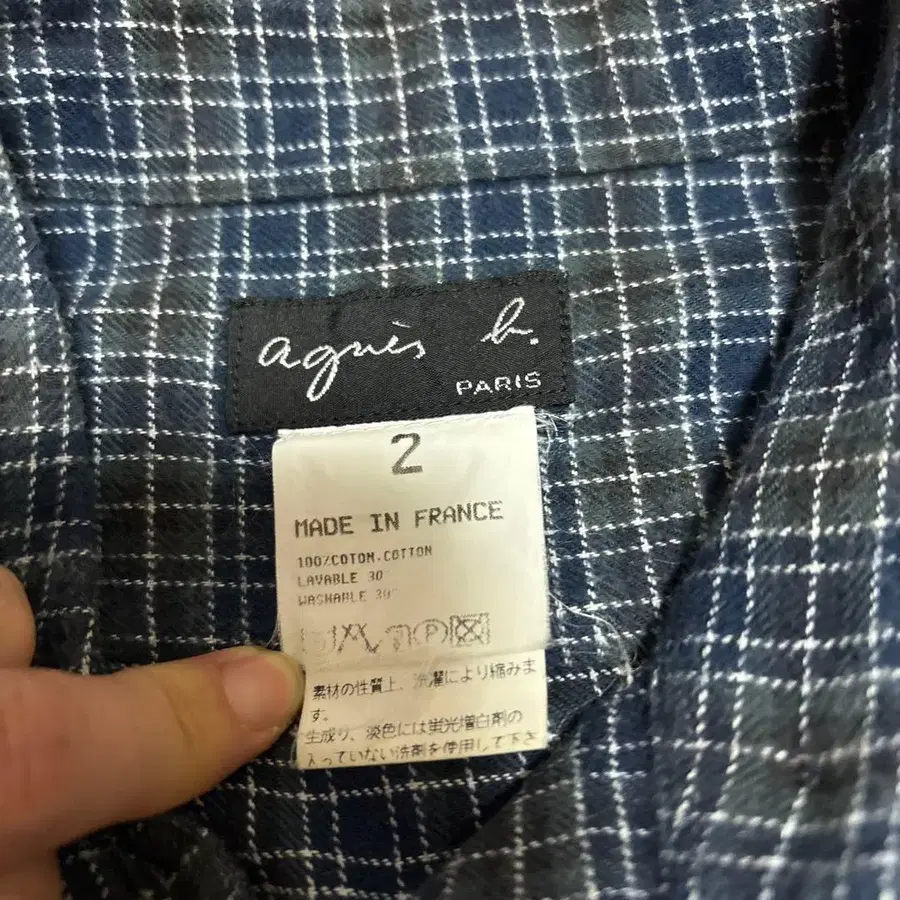 agnès b.
PARIS
2
MADE IN FRANCE
100%COTON.COTTON
LAVABLE 30
WASHABLE 30°
P
素材の性質上、洗濯により縮みま
す。
生成り、淡色には蛍光増白剤の
入っていない洗剤を使用して下さ